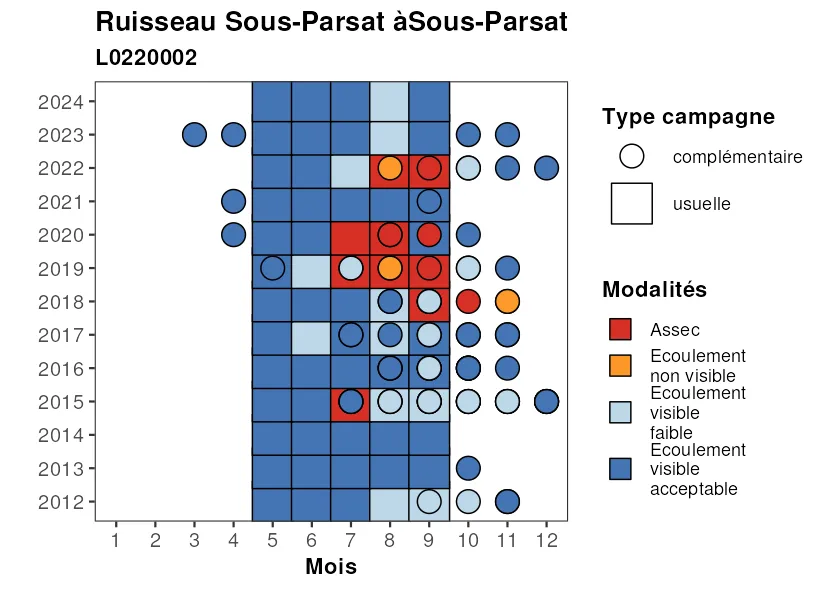 Ruisseau Sous-Parsat àSous-Parsat
L0220002
2024
2023
2022
2021
2020
2019
2018
2017
2016
2015
2014
2013
2012
1 2 3 4 5 6 7 8 9 10 11 12
Mois
Type campagne
complémentaire
usuelle
Modalités
Assec
Ecoulement
non visible
Ecoulement
visible
faible
Ecoulement
visible
acceptable